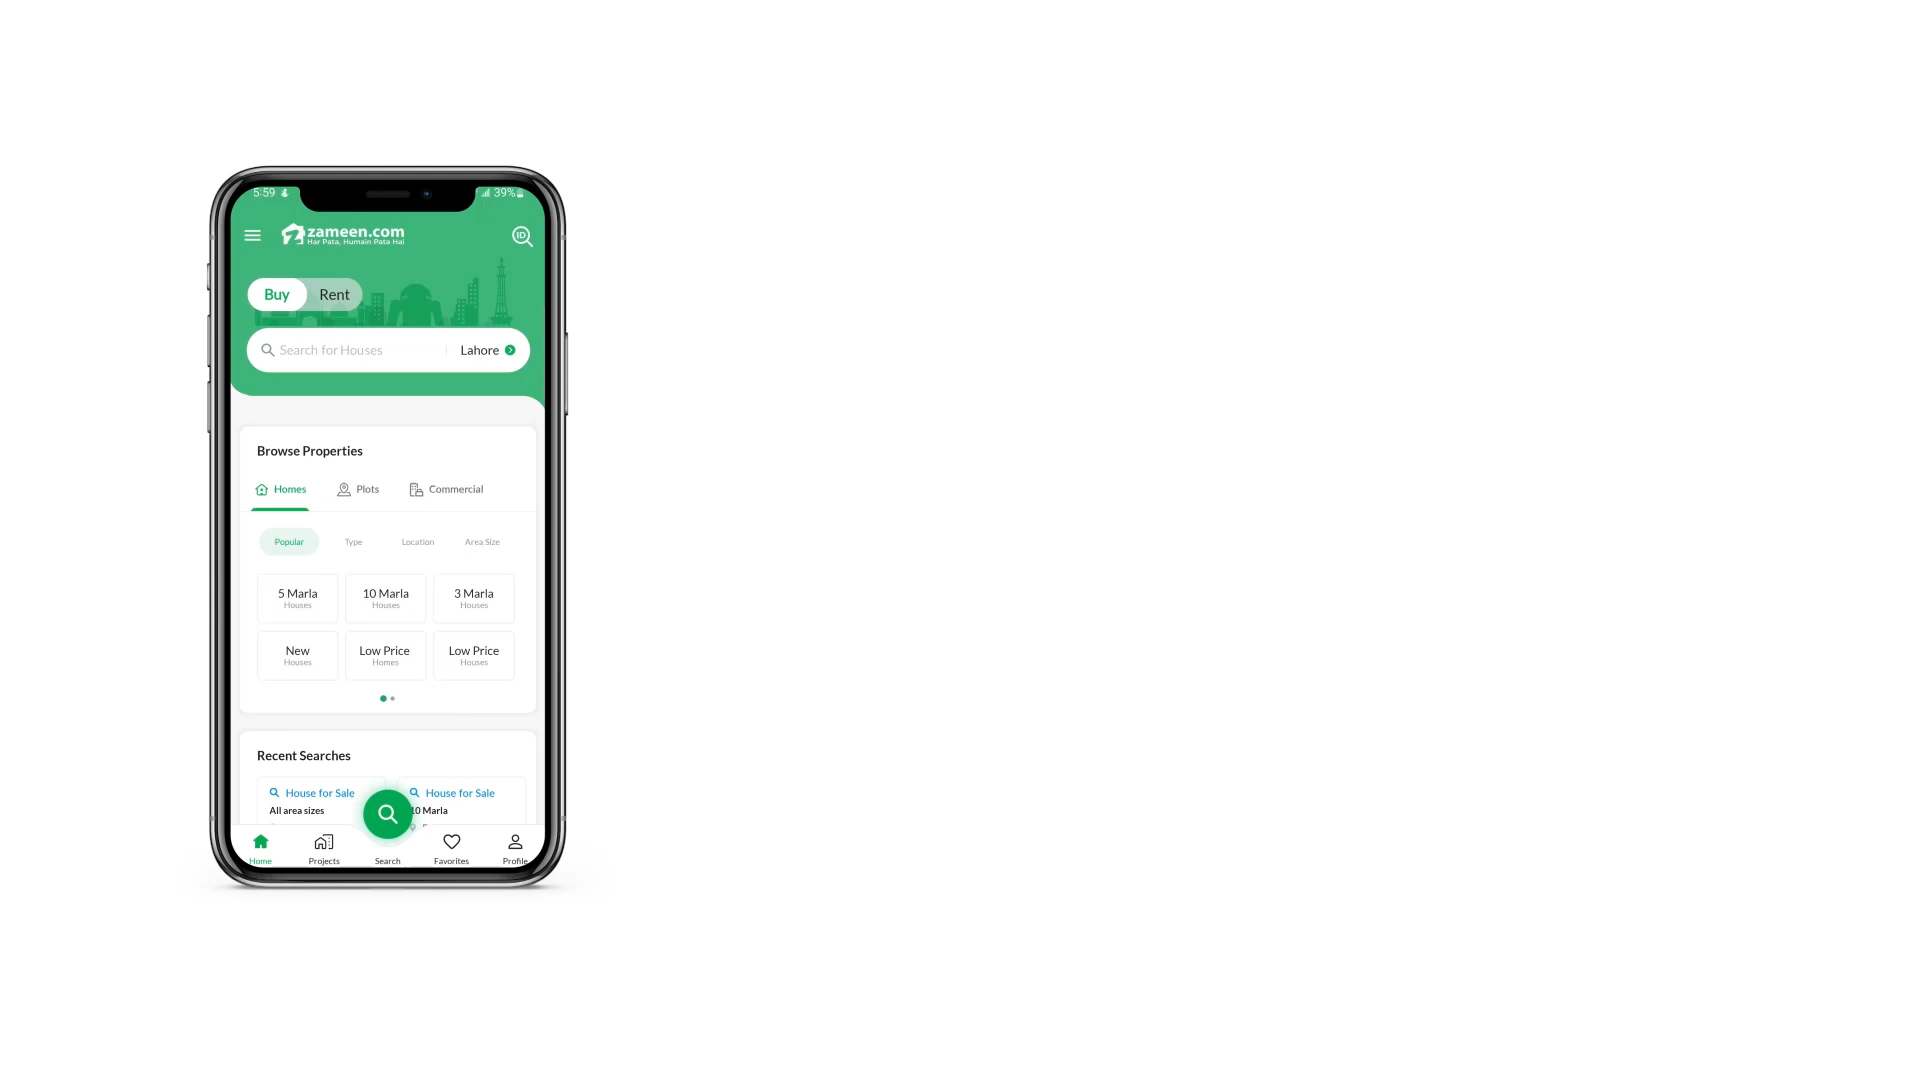 5:59
39%
zameen.com
Har Pata, Humain Pata Hai
ID
Buy Rent
Search for Houses Lahore
Browse Properties
Homes Plots Commercial
Popular Type Location Area Size
5 Marla 10 Marla 3 Marla
Houses Houses Houses
New Low Price Low Price
Houses Homes Houses
Recent Searches
House for Sale House for Sale
All area sizes 10 Marla
Home Projects Search Favorites Profile